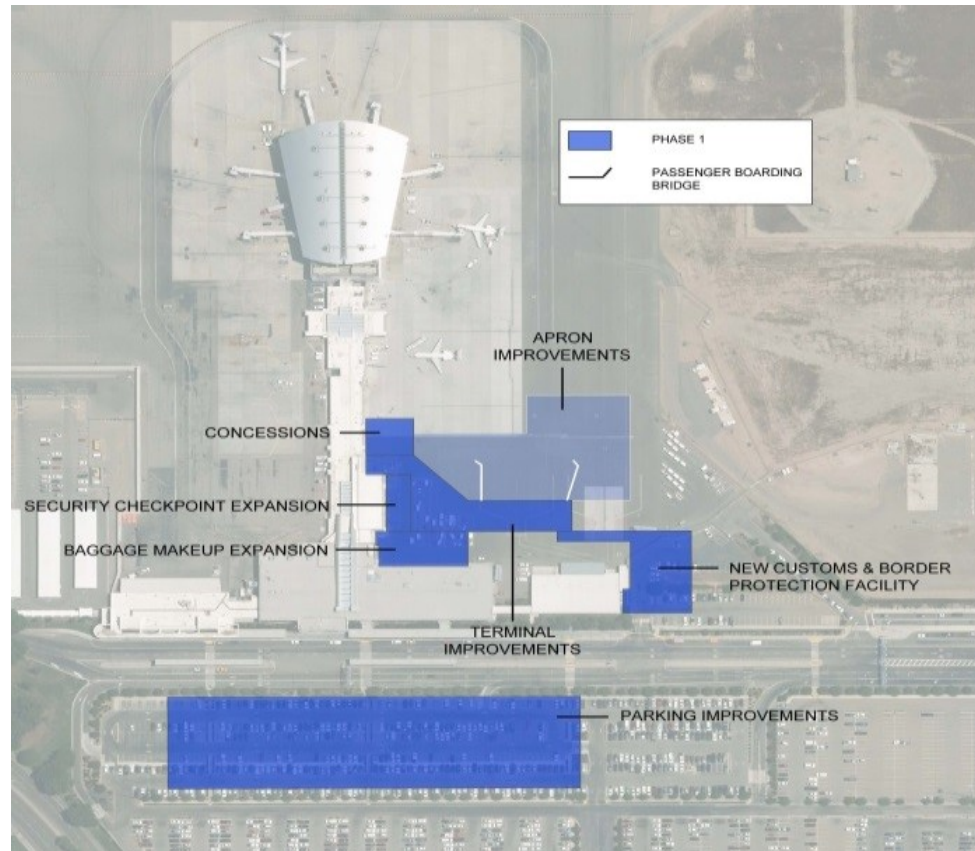 PHASE 1
PASSENGER BOARDING
BRIDGE
APRON
IMPROVEMENTS
CONCESSIONS
SECURITY CHECKPOINT EXPANSION
BAGGAGE MAKEUP EXPANSION
NEW CUSTOMS & BORDER
PROTECTION FACILITY
TERMINAL
IMPROVEMENTS
PARKING IMPROVEMENTS